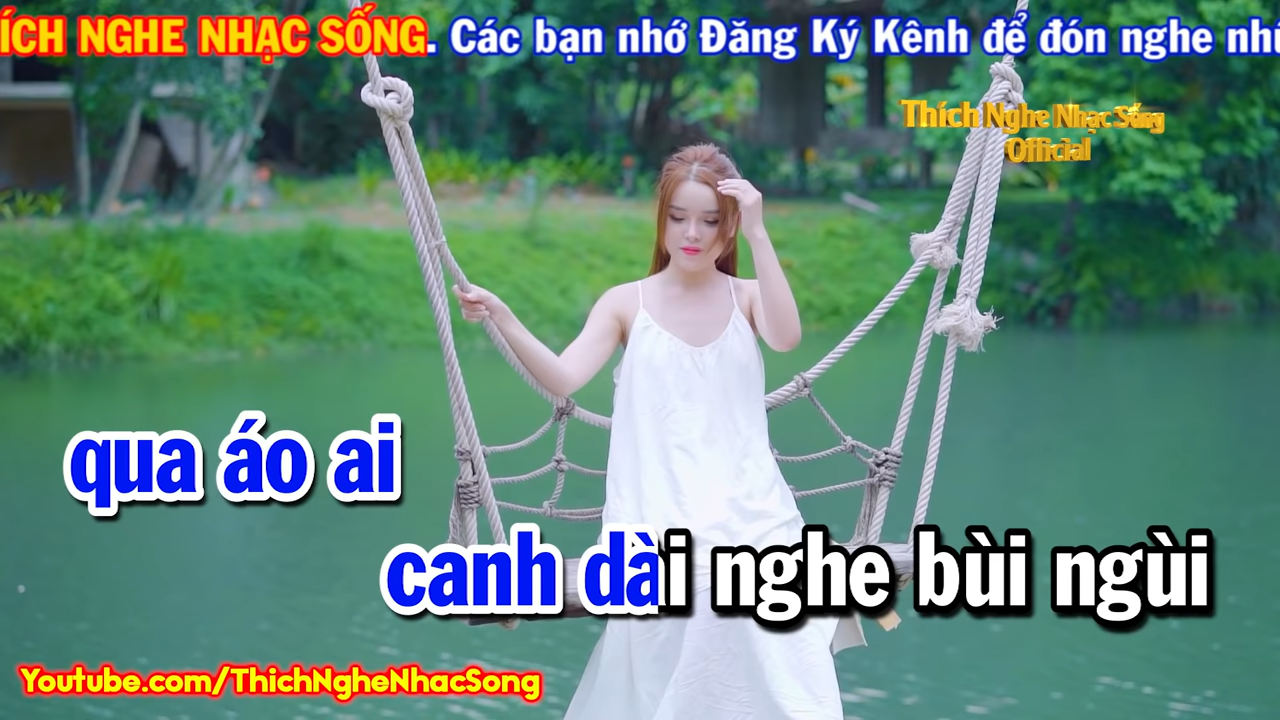 ÍCH NGHE NHẠC SỐNG. Các bạn nhớ Đăng Ký Kênh để đón nghe
Thích Nghe Nhạc Sống
Official
qua áo ai
canh dài nghe bùi ngùi
Youtube.com/ThichNgheNhacSong